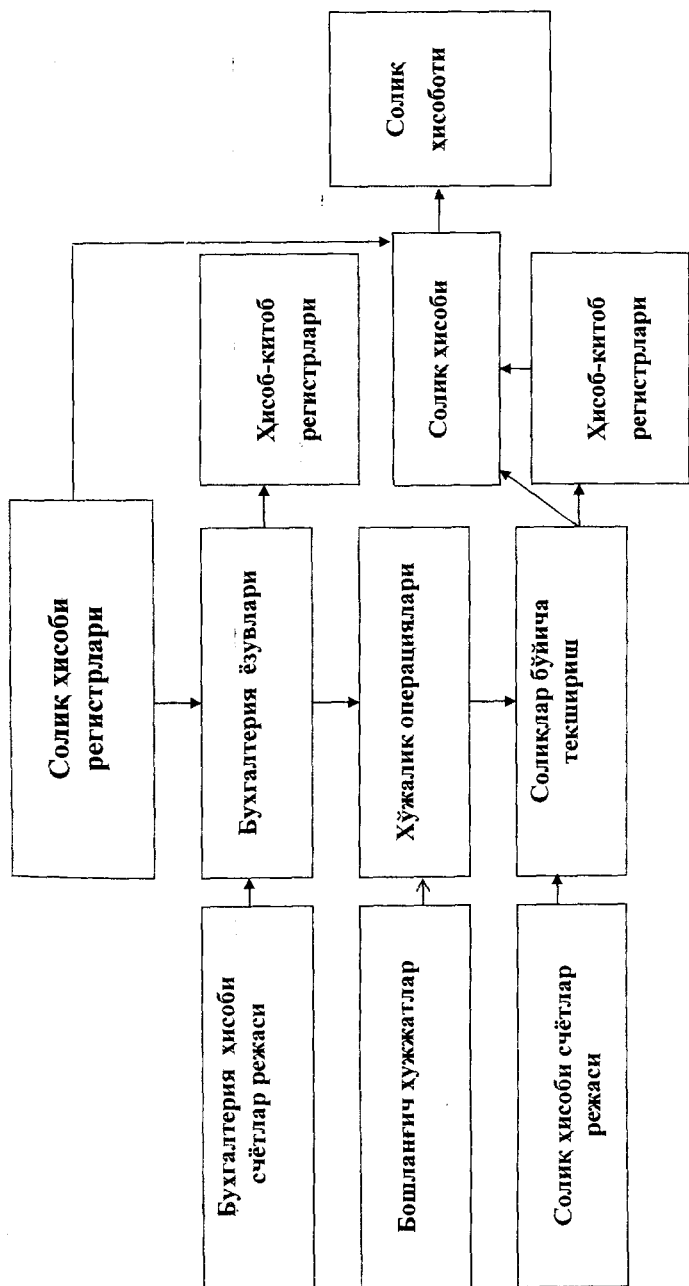 Солиқ ҳисоби
регистрлари
Бухгалтерия ҳисоби
счётлар режаси
Бухгалтерия ёзувлари
Ҳисоб-китоб
регистрлари
Бошланғич ҳужжатлар
Хўжалик операциялари
Солиқ ҳисоби
Солиқ
ҳисоботи
Солиқ ҳисоби счётлар
режаси
Солиқлар бўйича
текшириш
Ҳисоб-китоб
регистрлари